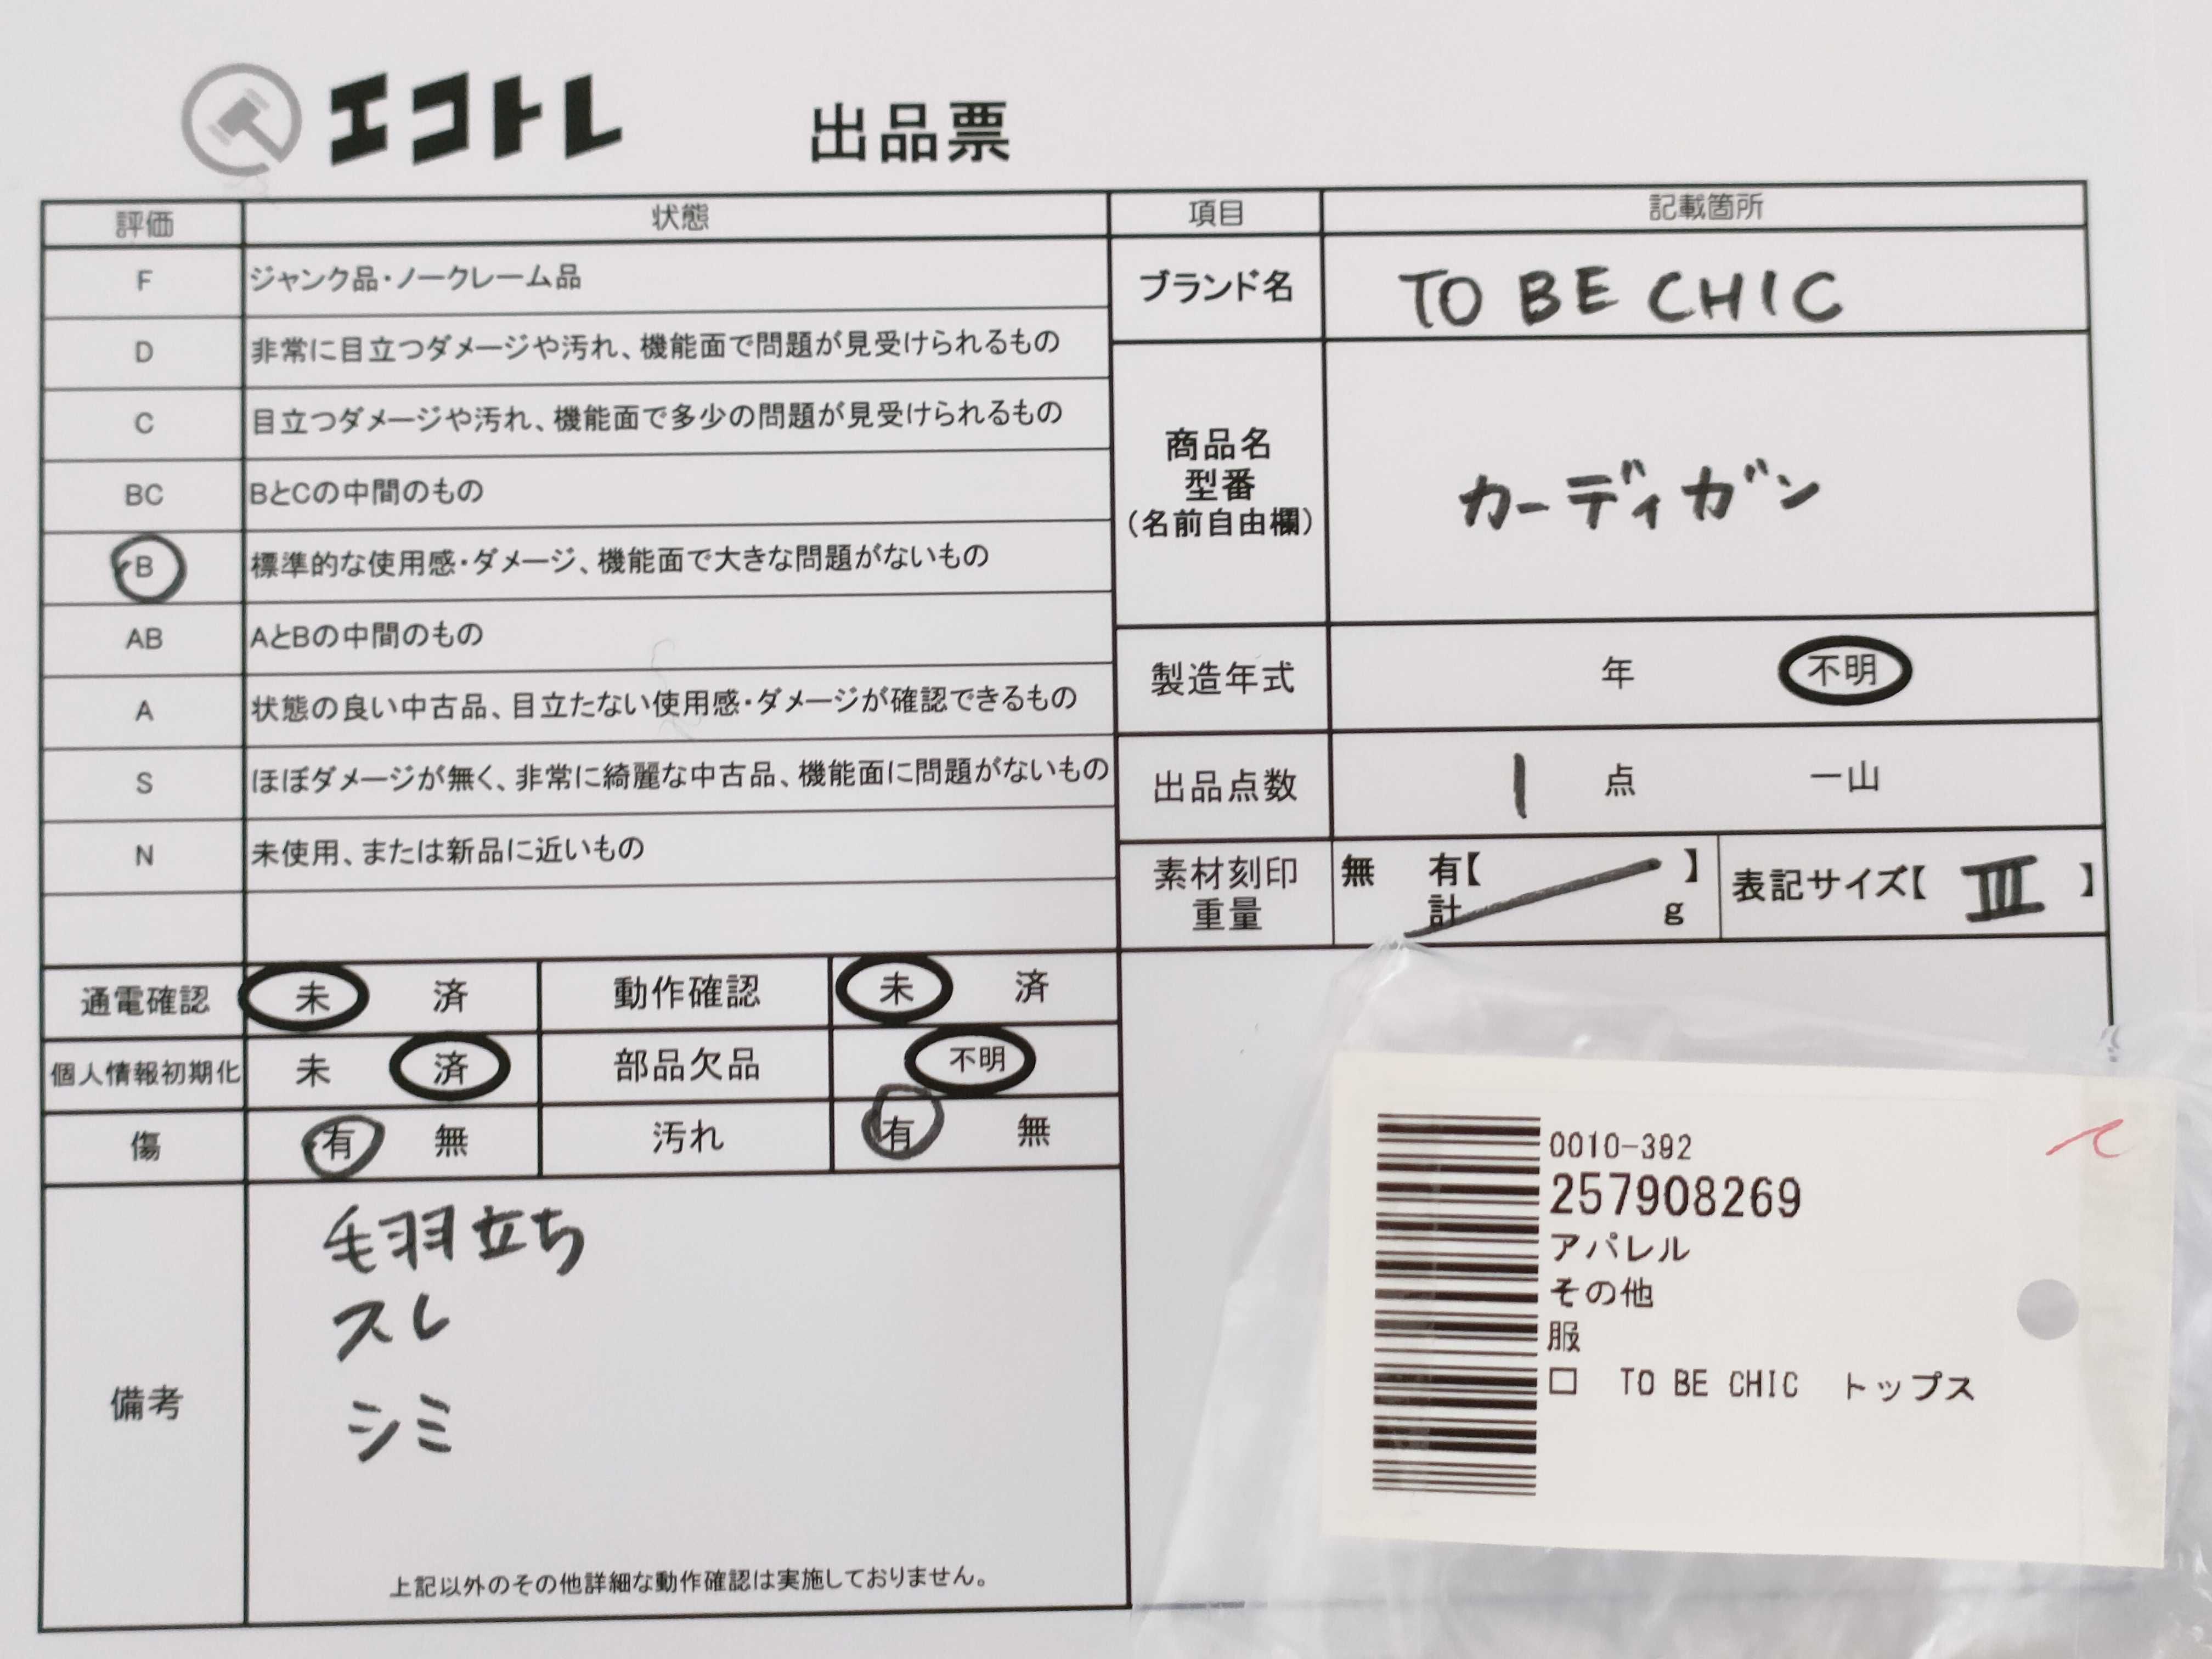 エコトレ
出品票
評価 状態
F ジャンク品・ノークレーム品
D 非常に目立つダメージや汚れ、機能面で問題が見受けられるもの
C 目立つダメージや汚れ、機能面で多少の問題が見受けられるもの
BC BとCの中間のもの
B 標準的な使用感・ダメージ、機能面で大きな問題がないもの
AB AとBの中間のもの
A 状態の良い中古品、目立たない使用感・ダメージが確認できるもの
S ほぼダメージが無く、非常に綺麗な中古品、機能面に問題がないもの
N 未使用、または新品に近いもの
項目 記載箇所
ブランド名 TO BE CHIC
商品名
型番
(名前自由欄)
カーディガン
製造年式 年 不明
出品点数 1 点 一山
素材刻印
重量
無 有【 】
計 g
表記サイズ【 III 】
通電確認 未 済 動作確認 未 済
個人情報初期化 未 済 部品欠品 不明
傷 有 無 汚れ 有 無
備考
毛羽立ち
スレ
シミ
上記以外のその他詳細な動作確認は実施しておりません。
0010-392
257908269
アパレル
その他
服
口 TO BE CHIC トップス